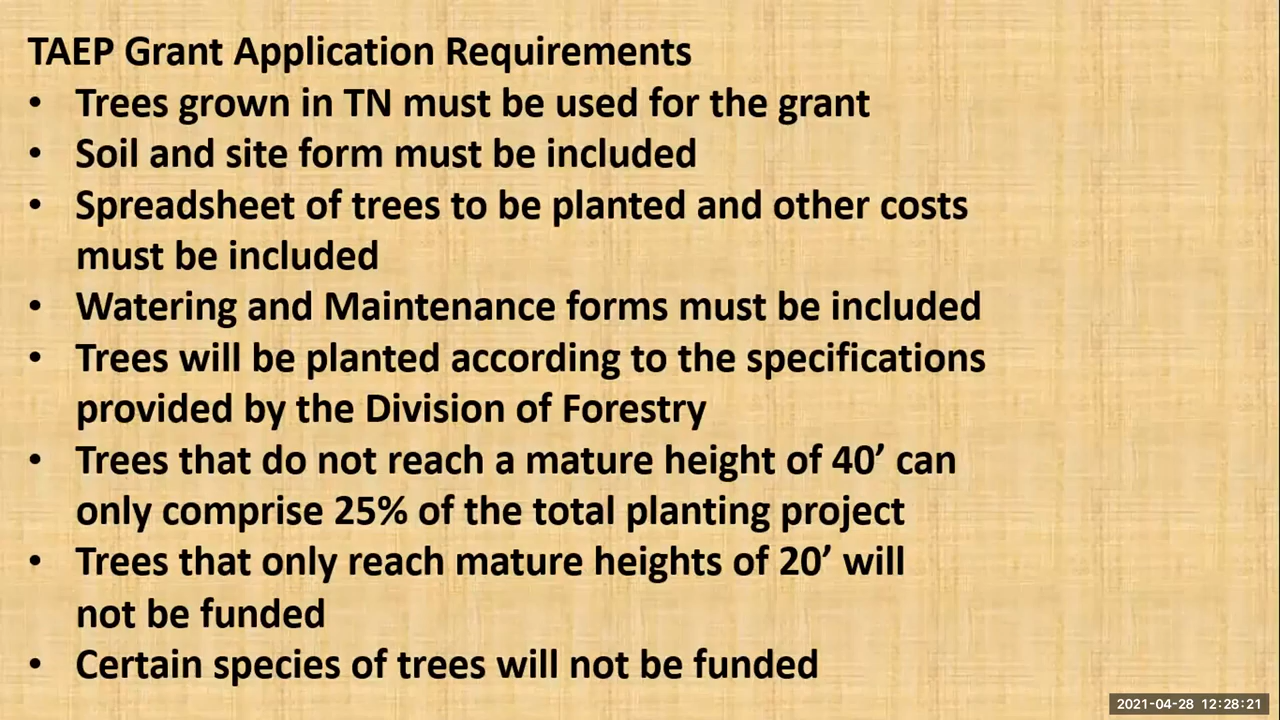 TAEP Grant Application Requirements
• Trees grown in TN must be used for the grant
• Soil and site form must be included
• Spreadsheet of trees to be planted and other costs
must be included
• Watering and Maintenance forms must be included
• Trees will be planted according to the specifications
provided by the Division of Forestry
• Trees that do not reach a mature height of 40’ can
only comprise 25% of the total planting project
• Trees that only reach mature heights of 20’ will
not be funded
• Certain species of trees will not be funded
2021-04-28 12:28:21